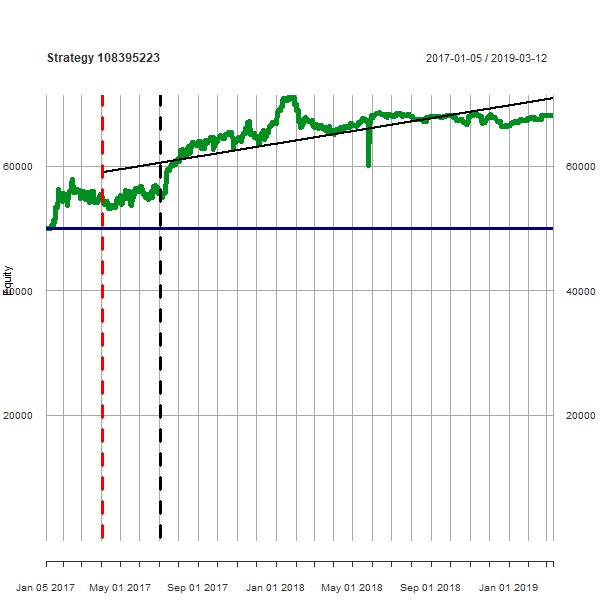 Strategy 108395223
2017-01-05 / 2019-03-12
60000
60000
Equity
40000
40000
20000
20000
Jan 05 2017
May 01 2017
Sep 01 2017
Jan 01 2018
May 01 2018
Sep 01 2018
Jan 01 2019